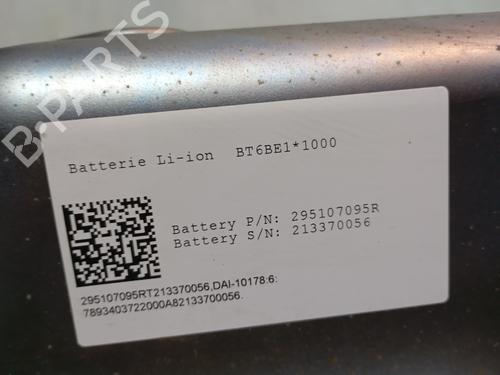 B-PARTS
Batterie Li-ion BT6BE1*1000
Battery P/N: 295107095R
Battery S/N: 213370056
295107095RT213370056,DAI-10178:6:
7893403722000A82133700056.